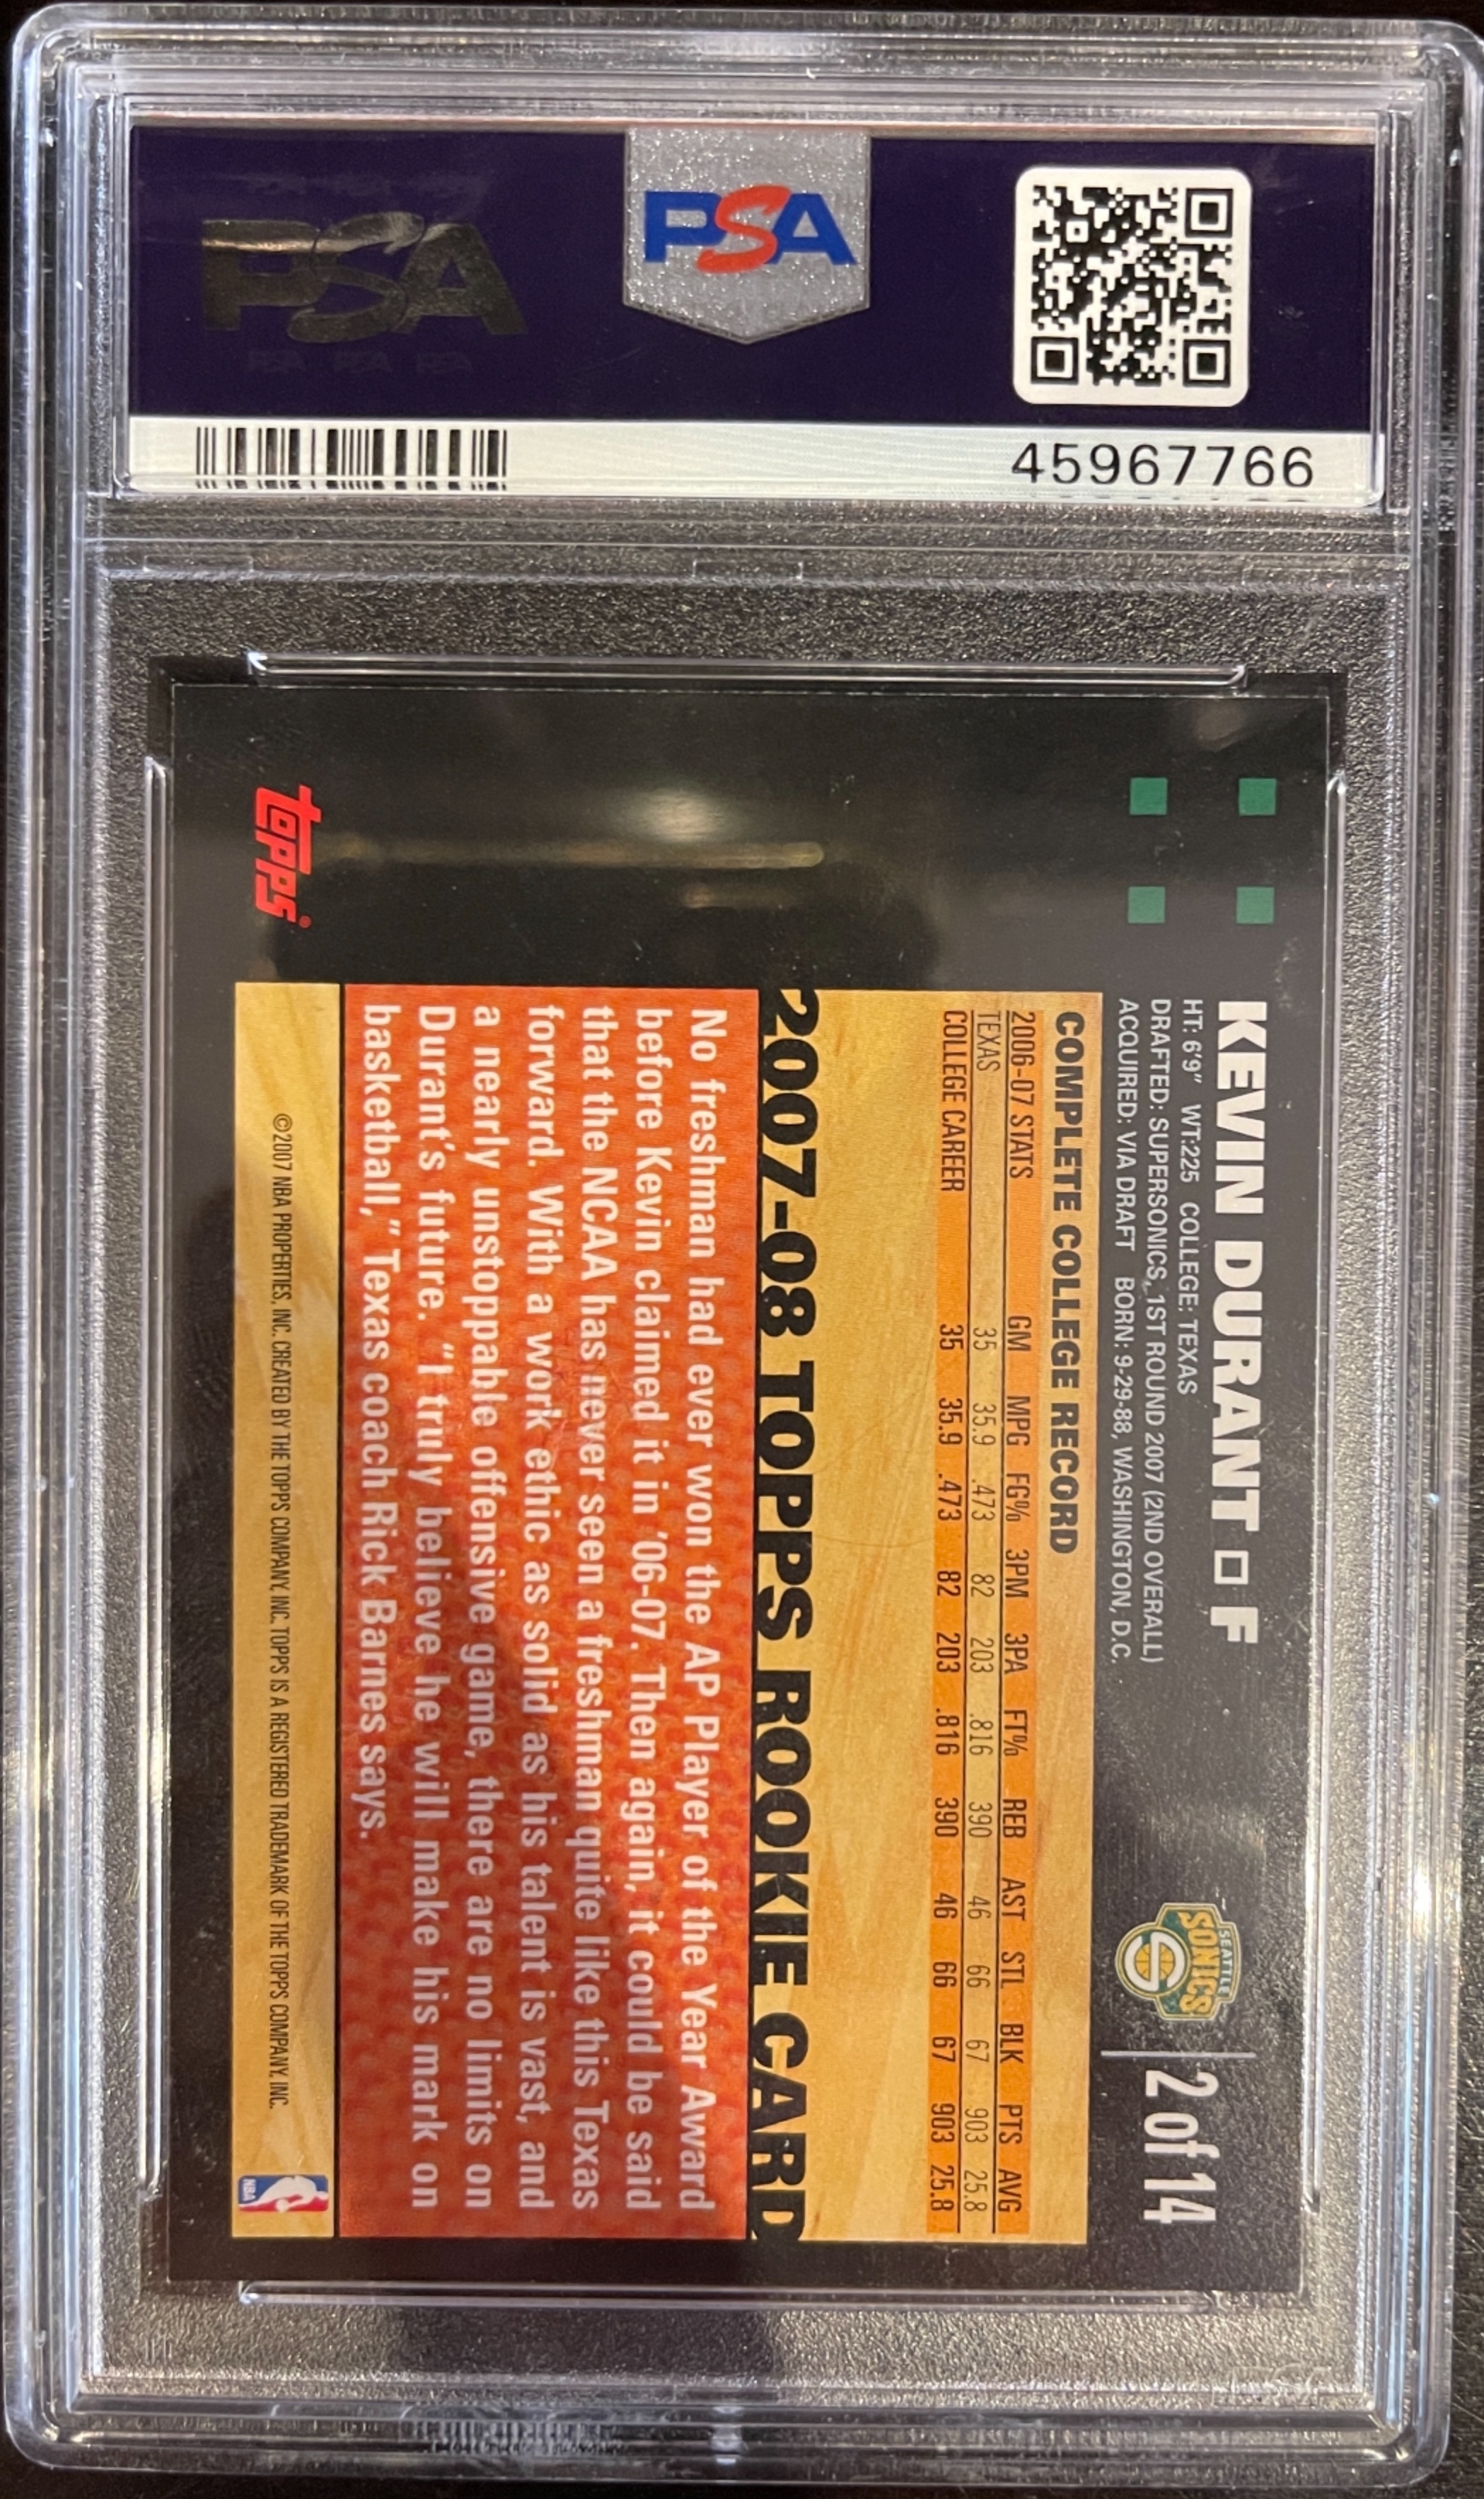 PSA
PSA
PSA PSA PSA
45967766
KEVIN DURANT F
HT: 6'9" WT:225 COLLEGE: TEXAS
DRAFTED: SUPERSONICS, 1ST ROUND 2007 (2ND OVERALL)
ACQUIRED: VIA DRAFT BORN: 9-29-88, WASHINGTON, D.C.
SEATTLE
SONICS
2 of 14
COMPLETE COLLEGE RECORD
2006-07 STATS GM MPG FG% 3PM 3PA FT% REB AST STL BLK PTS AVG
TEXAS 35 35.9 .473 82 203 .816 390 46 66 67 903 25.8
COLLEGE CAREER 35 35.9 .473 82 203 .816 390 46 66 67 903 25.8
2007-08 TOPPS ROOKIE CARD
No freshman had ever won the AP Player of the Year Award
before Kevin claimed it in '06-07. Then again, it could be said
that the NCAA has never seen a freshman quite like this Texas
forward. With a work ethic as solid as his talent is vast, and
a nearly unstoppable offensive game, there are no limits on
Durant's future. "I truly believe he will make his mark on
basketball," Texas coach Rick Barnes says.
topps®
©2007 NBA PROPERTIES, INC. CREATED BY THE TOPPS COMPANY, INC. TOPPS IS A REGISTERED TRADEMARK OF THE TOPPS COMPANY, INC.
NBA